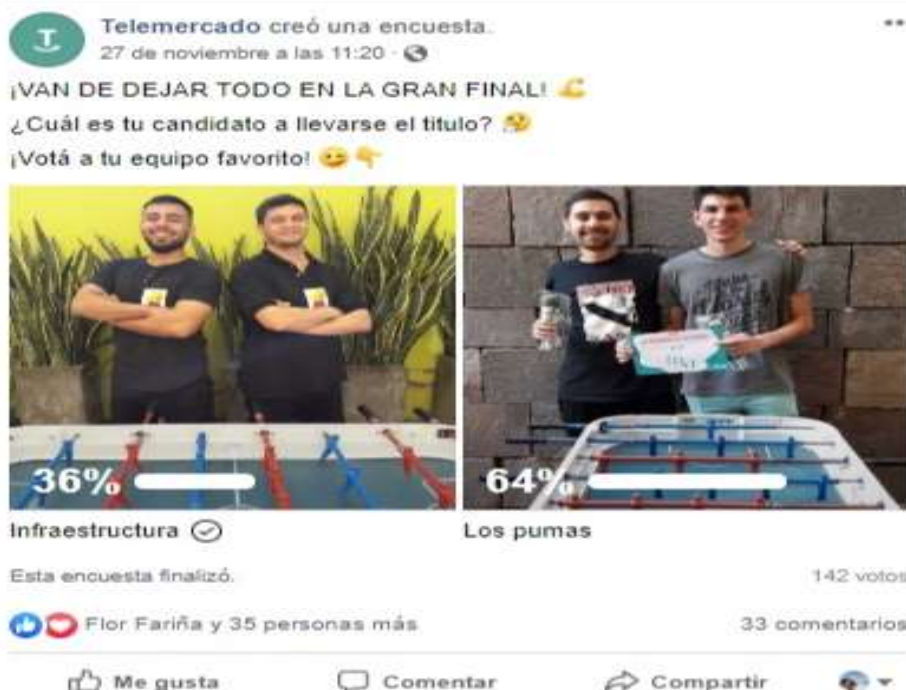 Telemercado creó una encuesta.
27 de noviembre a las 11:20 ·
¡VAN DE DEJAR TODO EN LA GRAN FINAL! 💪
¿Cuál es tu candidato a llevarse el titulo? 🤔
¡Votá a tu equipo favorito! 😉👇
36%
64%
Infraestructura
Los pumas
Esta encuesta finalizó.
142 votos
Flor Fariña y 35 personas más
33 comentarios
Me gusta
Comentar
Compartir